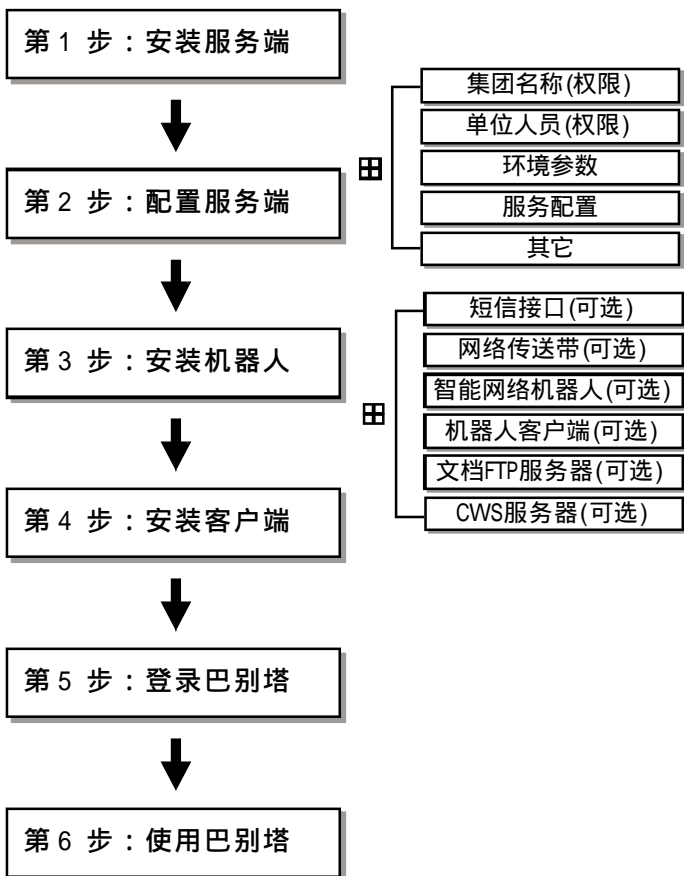 第1 步：安装服务端
第2 步：配置服务端
集团名称(权限)
单位人员(权限)
环境参数
服务配置
其它
第3 步：安装机器人
短信接口(可选)
网络传送带(可选)
智能网络机器人(可选)
机器人客户端(可选)
文档FTP服务器(可选)
CWS服务器(可选)
第4 步：安装客户端
第5 步：登录巴别塔
第6 步：使用巴别塔